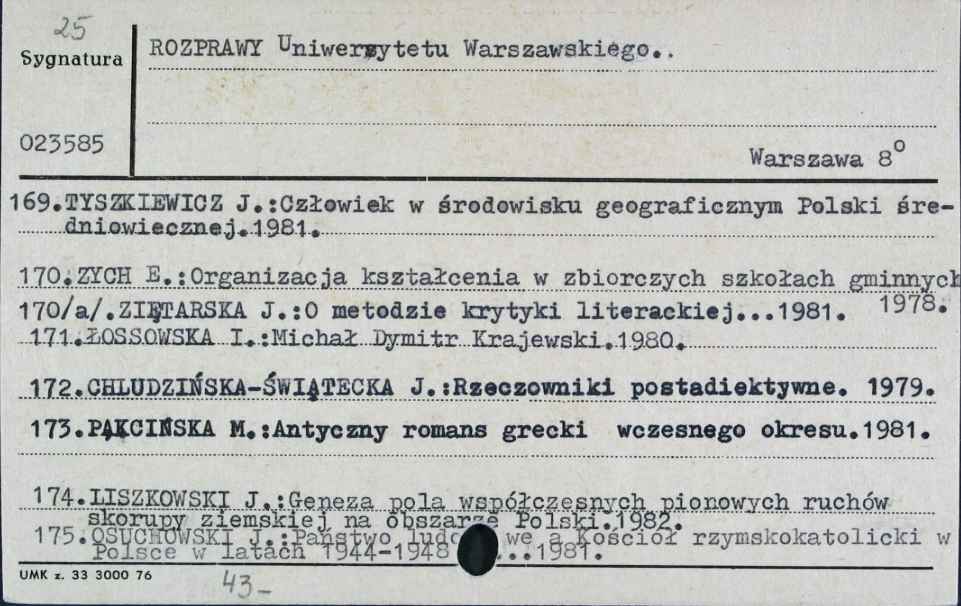 25
Sygnatura
ROZPRAWY Uniwersytetu Warszawskiego..
023585
Warszawa 8°
169.TYSZKIEWICZ J.:Człowiek w środowisku geograficznym Polski śre-
dniowiecznej.1981.
170.ZYCH E.:Organizacja kształcenia w zbiorczych szkołach gminnych
1978.
170/a/.ZIĘTARSKA J.:O metodzie krytyki literackiej...1981.
171.ŁOSSOWSKA I.:Michał Dymitr Krajewski.1980.
172.CHLUDZIŃSKA-ŚWIĄTECKA J.:Rzeczowniki postadiektywne. 1979.
173.PĄKCIŃSKA M.:Antyczny romans grecki wczesnego okresu.1981.
174.LISZKOWSKI J.:Geneza pola współczesnych pionowych ruchów
skorupy ziemskiej na obszarze Polski.1982.
175.OSUCHOWSKI J.:Państwo we a Kościół rzymskokatolicki w
Polsce w latach 1944-1948 ...1981.
UMK z. 33 3000 76
43-